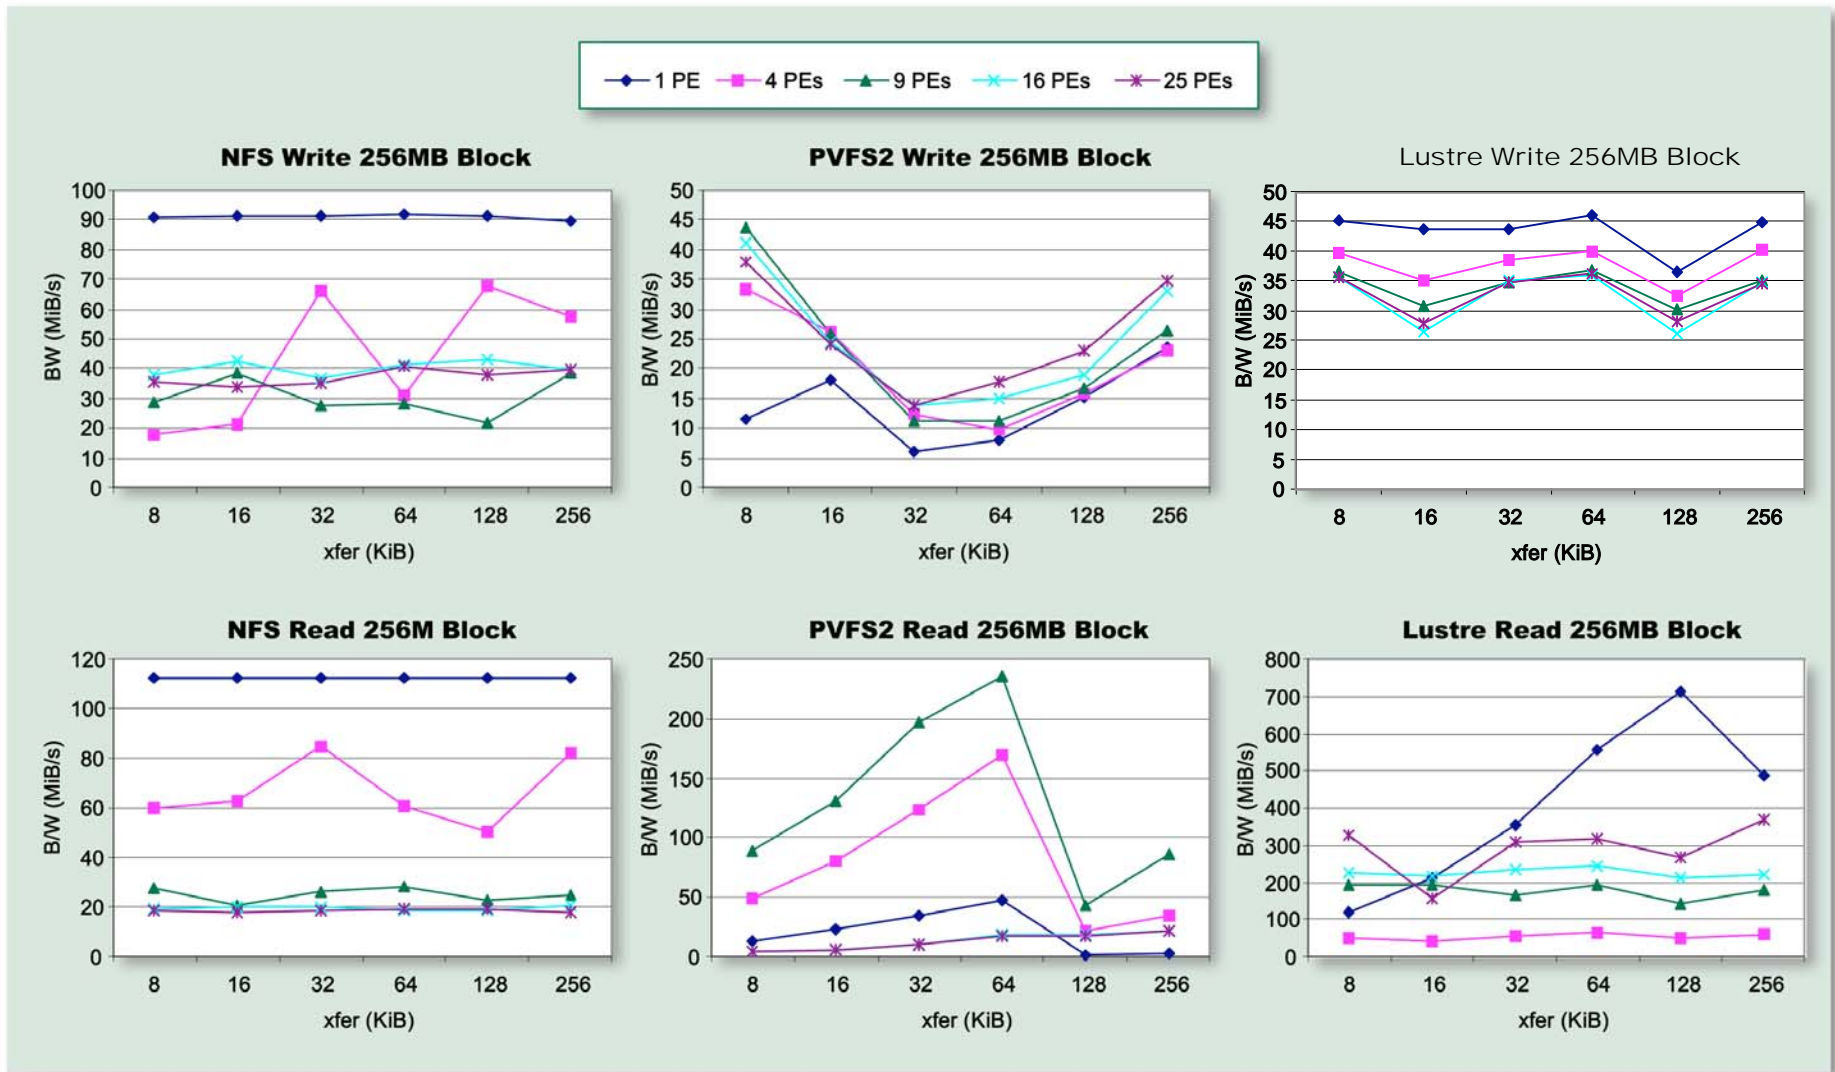 1 PE 4 PEs 9 PEs 16 PEs 25 PEs
NFS Write 256MB Block
100
90
80
70
60
50
40
30
20
10
0
B/W (MiB/s)
8 16 32 64 128 256
xfer (KiB)
PVFS2 Write 256MB Block
50
45
40
35
30
25
20
15
10
5
0
B/W (MiB/s)
8 16 32 64 128 256
xfer (KiB)
Lustre Write 256MB Block
50
45
40
35
30
25
20
15
10
5
0
B/W (MiB/s)
8 16 32 64 128 256
xfer (KiB)
NFS Read 256M Block
120
100
80
60
40
20
0
B/W (MiB/s)
8 16 32 64 128 256
xfer (KiB)
PVFS2 Read 256MB Block
250
200
150
100
50
0
B/W (MiB/s)
8 16 32 64 128 256
xfer (KiB)
Lustre Read 256MB Block
800
700
600
500
400
300
200
100
0
B/W (MiB/s)
8 16 32 64 128 256
xfer (KiB)